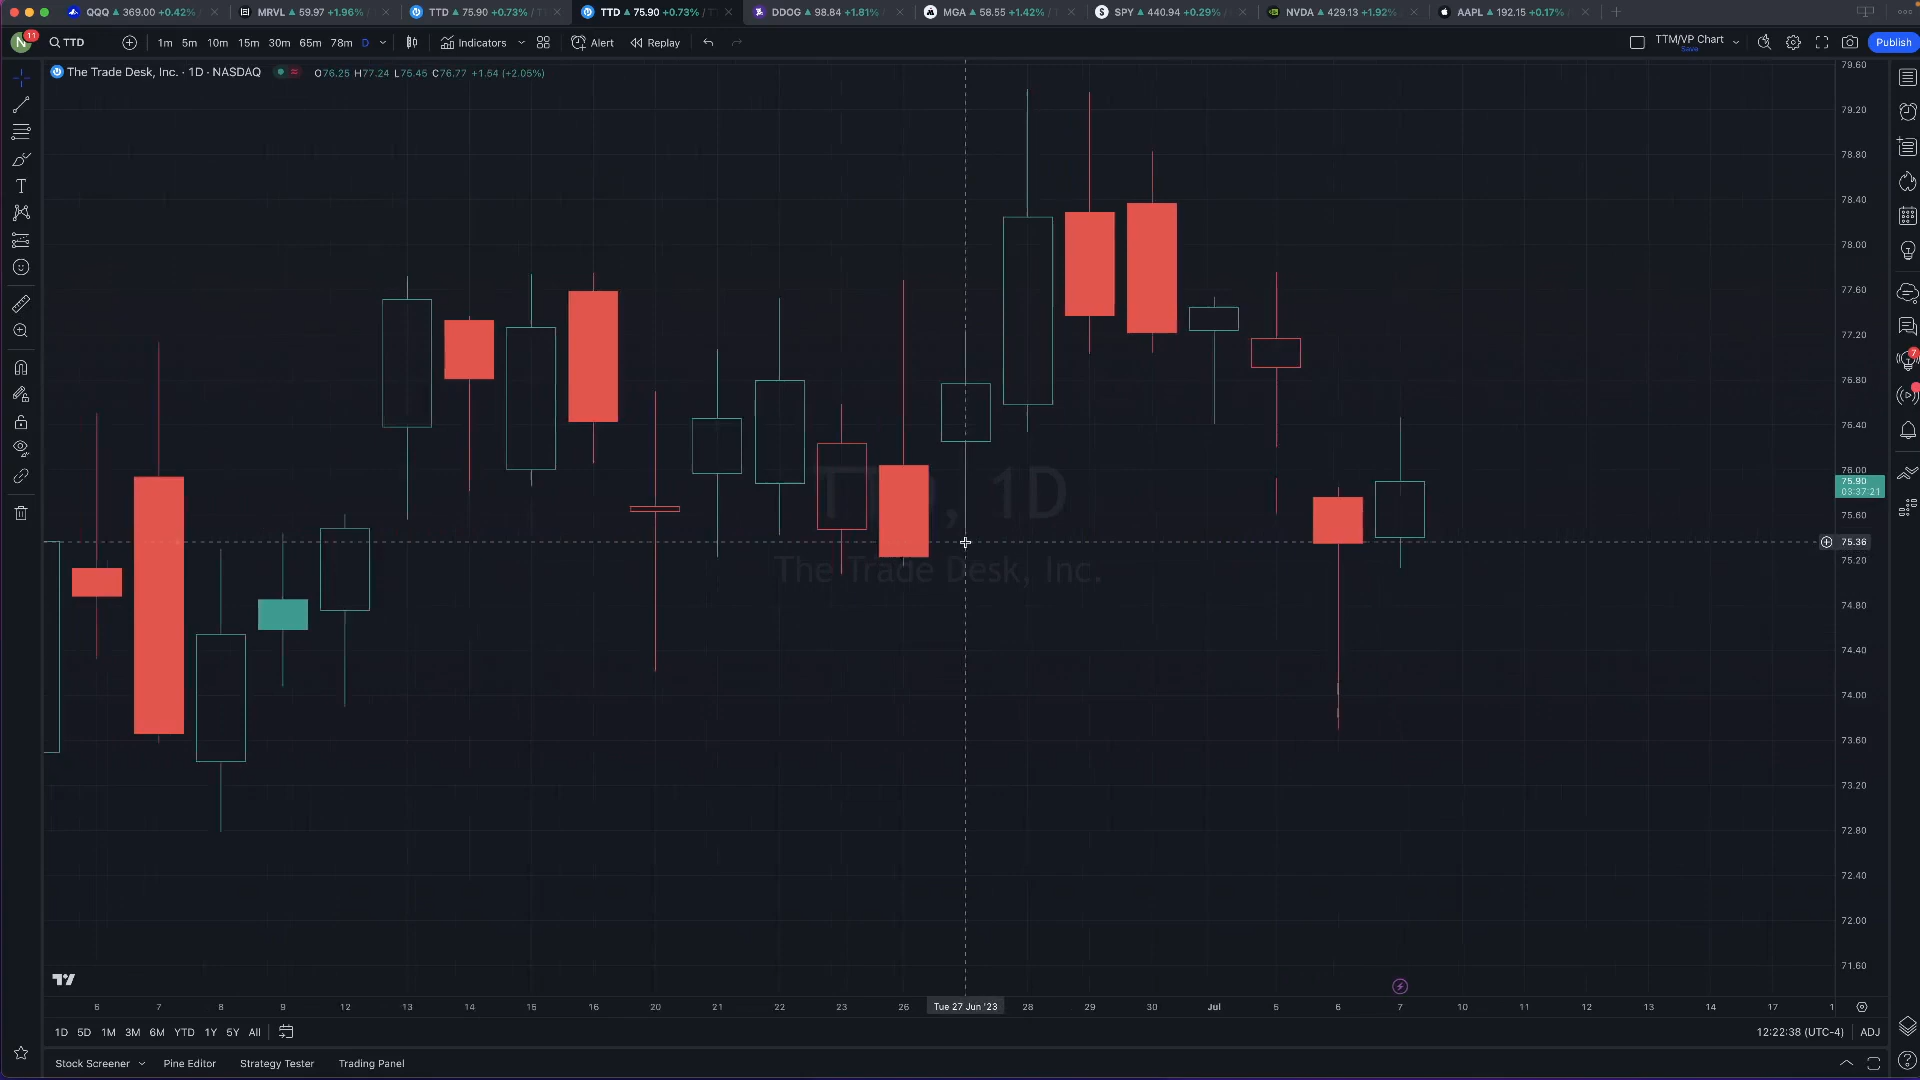 QQQ ▲ 369.00 +0.42% /
MRVL ▲ 59.97 +1.96% /
TTD ▲ 75.90 +0.73% / T
TTD ▲ 75.90 +0.73% / T
DDOG ▲ 98.84 +1.81% /
MGA ▲ 58.55 +1.42% / T
SPY ▲ 440.94 +0.29% /
NVDA ▲ 429.13 +1.92% /
AAPL ▲ 192.15 +0.17% /
N 11
TTD
1m 5m 10m 15m 30m 65m 78m D
Indicators
Alert
Replay
TTM/VP Chart
Save
Publish
The Trade Desk, Inc. · 1D · NASDAQ
O76.25 H77.24 L75.45 C76.77 +1.54 (+2.05%)
TTD, 1D
The Trade Desk, Inc.
79.60
79.20
78.80
78.40
78.00
77.60
77.20
76.80
76.40
76.00
75.90
03:37:21
75.60
75.36
75.20
74.80
74.40
74.00
73.60
73.20
72.80
72.40
72.00
71.60
7
6 7 8 9 12 13 14 15 16 20 21 22 23 26 Tue 27 Jun '23 28 29 30 Jul 5 6 7 10 11 12 13 14 17 1
1D 5D 1M 3M 6M YTD 1Y 5Y All
12:22:38 (UTC-4) ADJ
Stock Screener
Pine Editor
Strategy Tester
Trading Panel